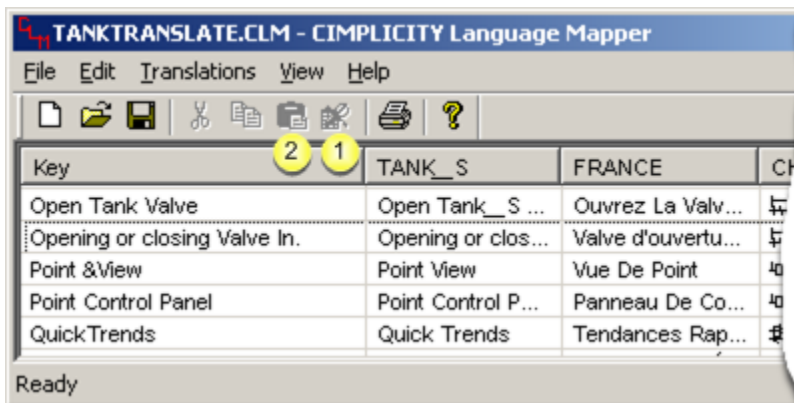 CLM TANKTRANSLATE.CLM - CIMPLICITY Language Mapper
File Edit Translations View Help
2 1
Key TANK__S FRANCE
Open Tank Valve Open Tank__S ... Ouvrez La Valv...
Opening or closing Valve In. Opening or clos... Valve d'ouvertu...
Point &View Point View Vue De Point
Point Control Panel Point Control P... Panneau De Co...
QuickTrends Quick Trends Tendances Rap...
Ready